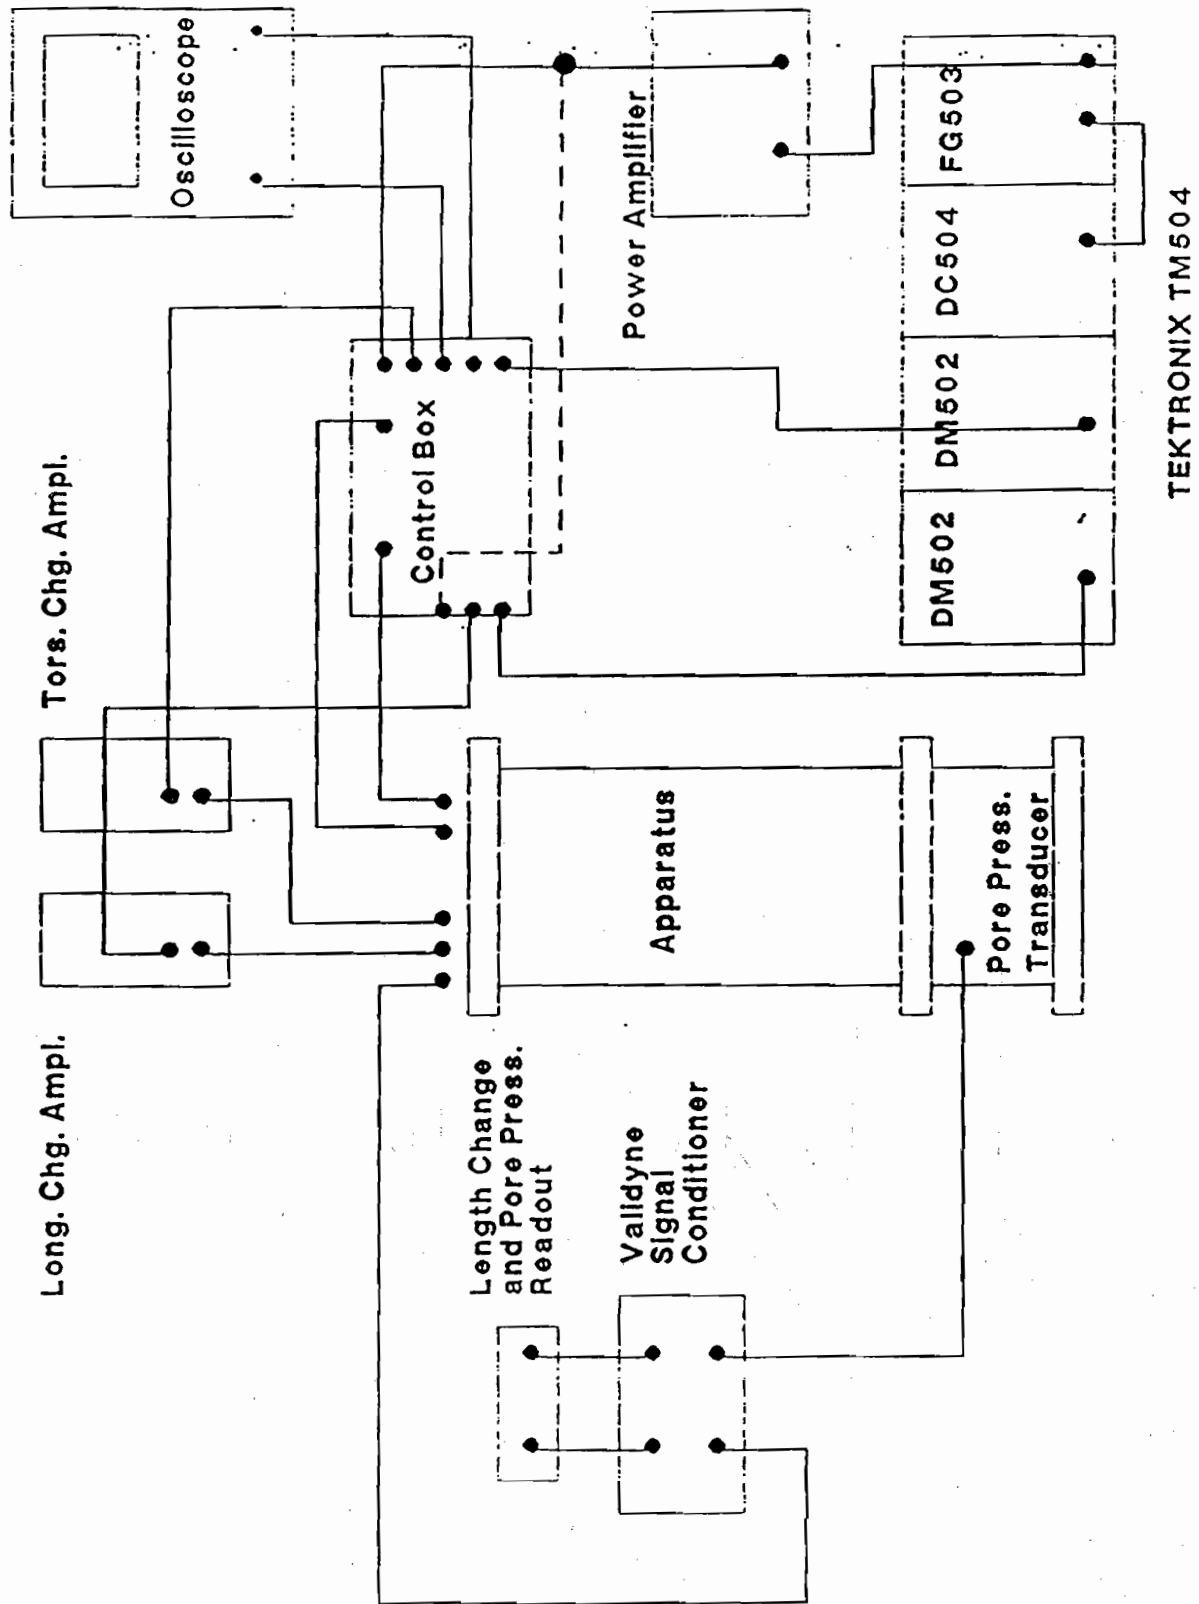 Long. Chg. Ampl.
Tors. Chg. Ampl.
Oscilloscope
Control Box
Length Change
and Pore Press.
Readout
Validyne
Signal
Conditioner
Apparatus
Pore Press.
Transducer
Power Amplifier
DM502
DM502
DC504
FG503
TEKTRONIX TM504